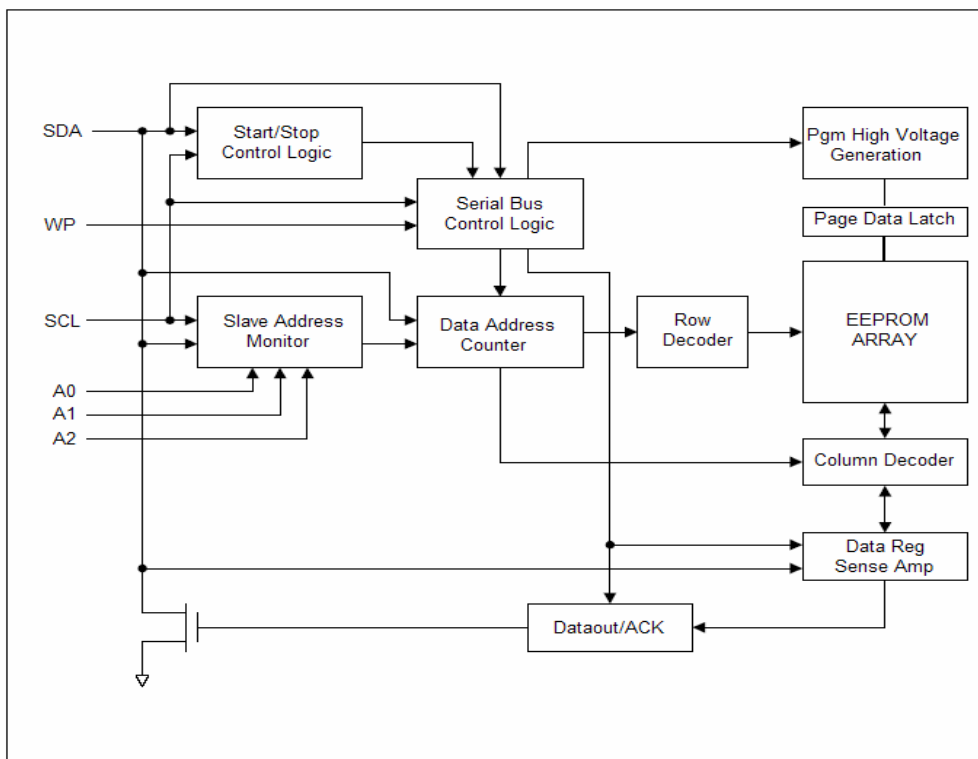 SDA
Start/Stop
Control Logic
Pgm High Voltage
Generation
Serial Bus
Control Logic
WP
Page Data Latch
SCL
Slave Address
Monitor
Data Address
Counter
Row
Decoder
EEPROM
ARRAY
A0
A1
A2
Column Decoder
Data Reg
Sense Amp
Dataout/ACK